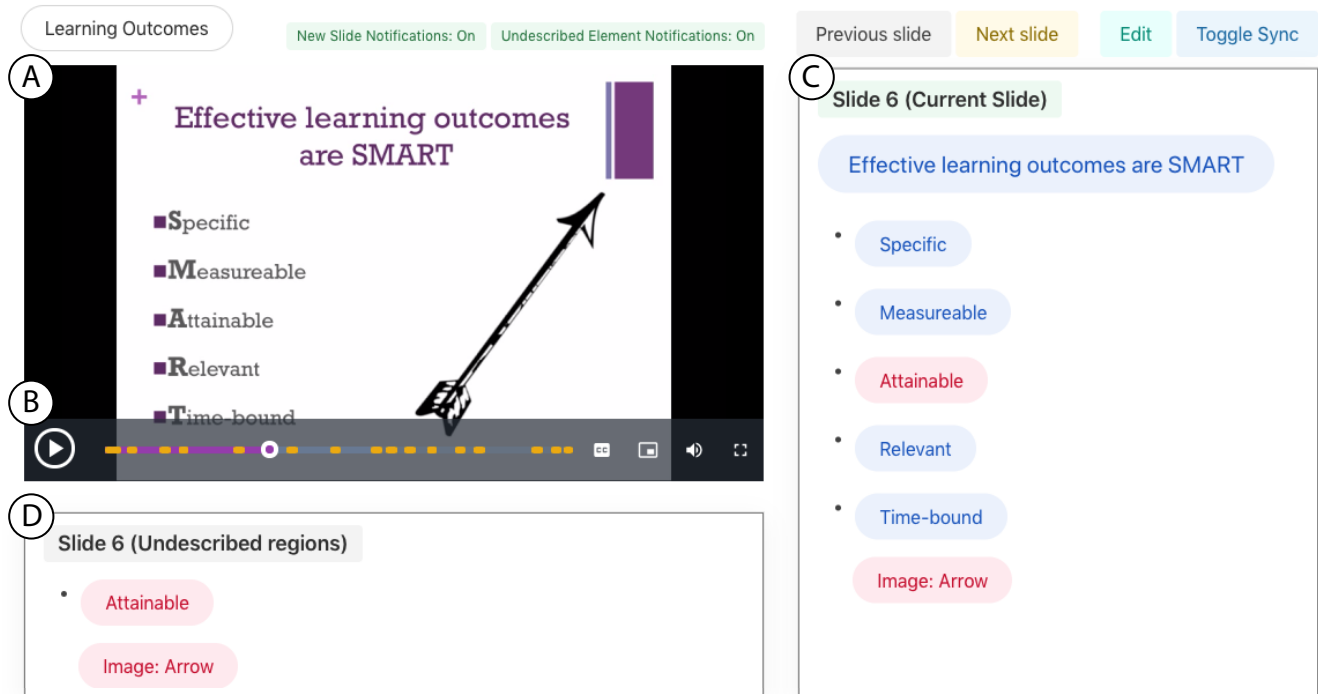 Learning Outcomes
New Slide Notifications: On
Undescribed Element Notifications: On
Previous slide
Next slide
Edit
Toggle Sync
A
+
Effective learning outcomes
are SMART
■Specific
■Measureable
■Attainable
■Relevant
■Time-bound
B
CC
D
Slide 6 (Undescribed regions)
• Attainable
Image: Arrow
C
Slide 6 (Current Slide)
Effective learning outcomes are SMART
• Specific
• Measureable
• Attainable
• Relevant
• Time-bound
Image: Arrow